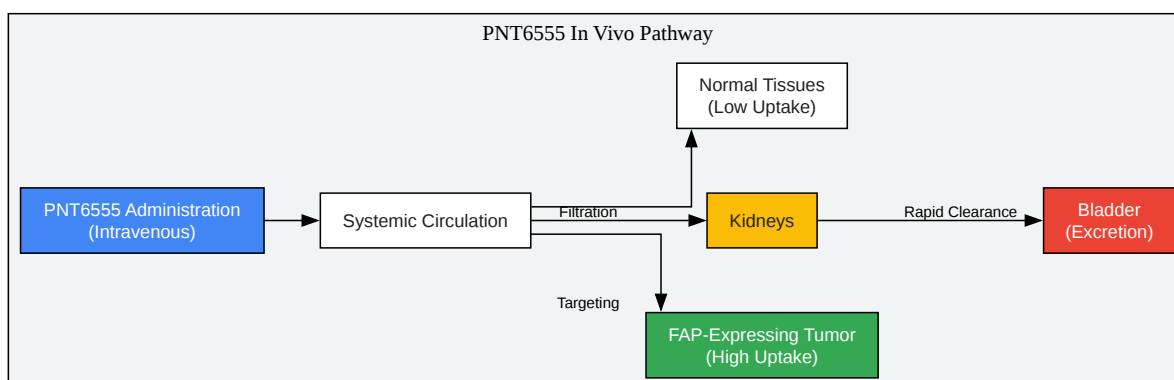 PNT6555 In Vivo Pathway
Normal Tissues
(Low Uptake)
PNT6555 Administration
(Intravenous)
Systemic Circulation
Filtration
Kidneys
Rapid Clearance
Bladder
(Excretion)
Targeting
FAP-Expressing Tumor
(High Uptake)